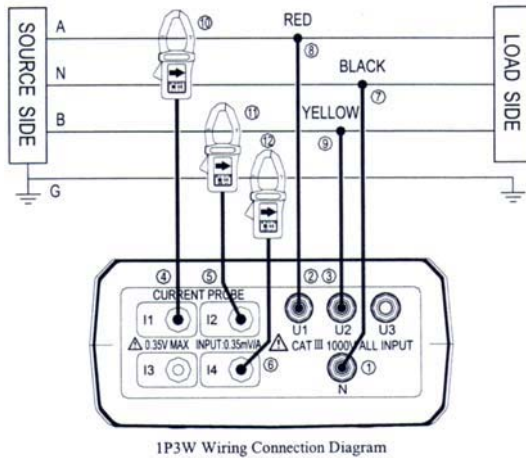 ⑩
RED
A
⑧
SOURCE SIDE
LOAD SIDE
N
BLACK
⑪
⑦
B
YELLOW
⑫
⑨
G
④ ⑤ ② ③
CURRENT PROBE
I1 I2
U1 U2 U3
⚠ 0.35V MAX INPUT:0.35mV/A ⚠ CAT III 1000V ALL INPUT
I3 I4 ⑥ ①
N
1P3W Wiring Connection Diagram